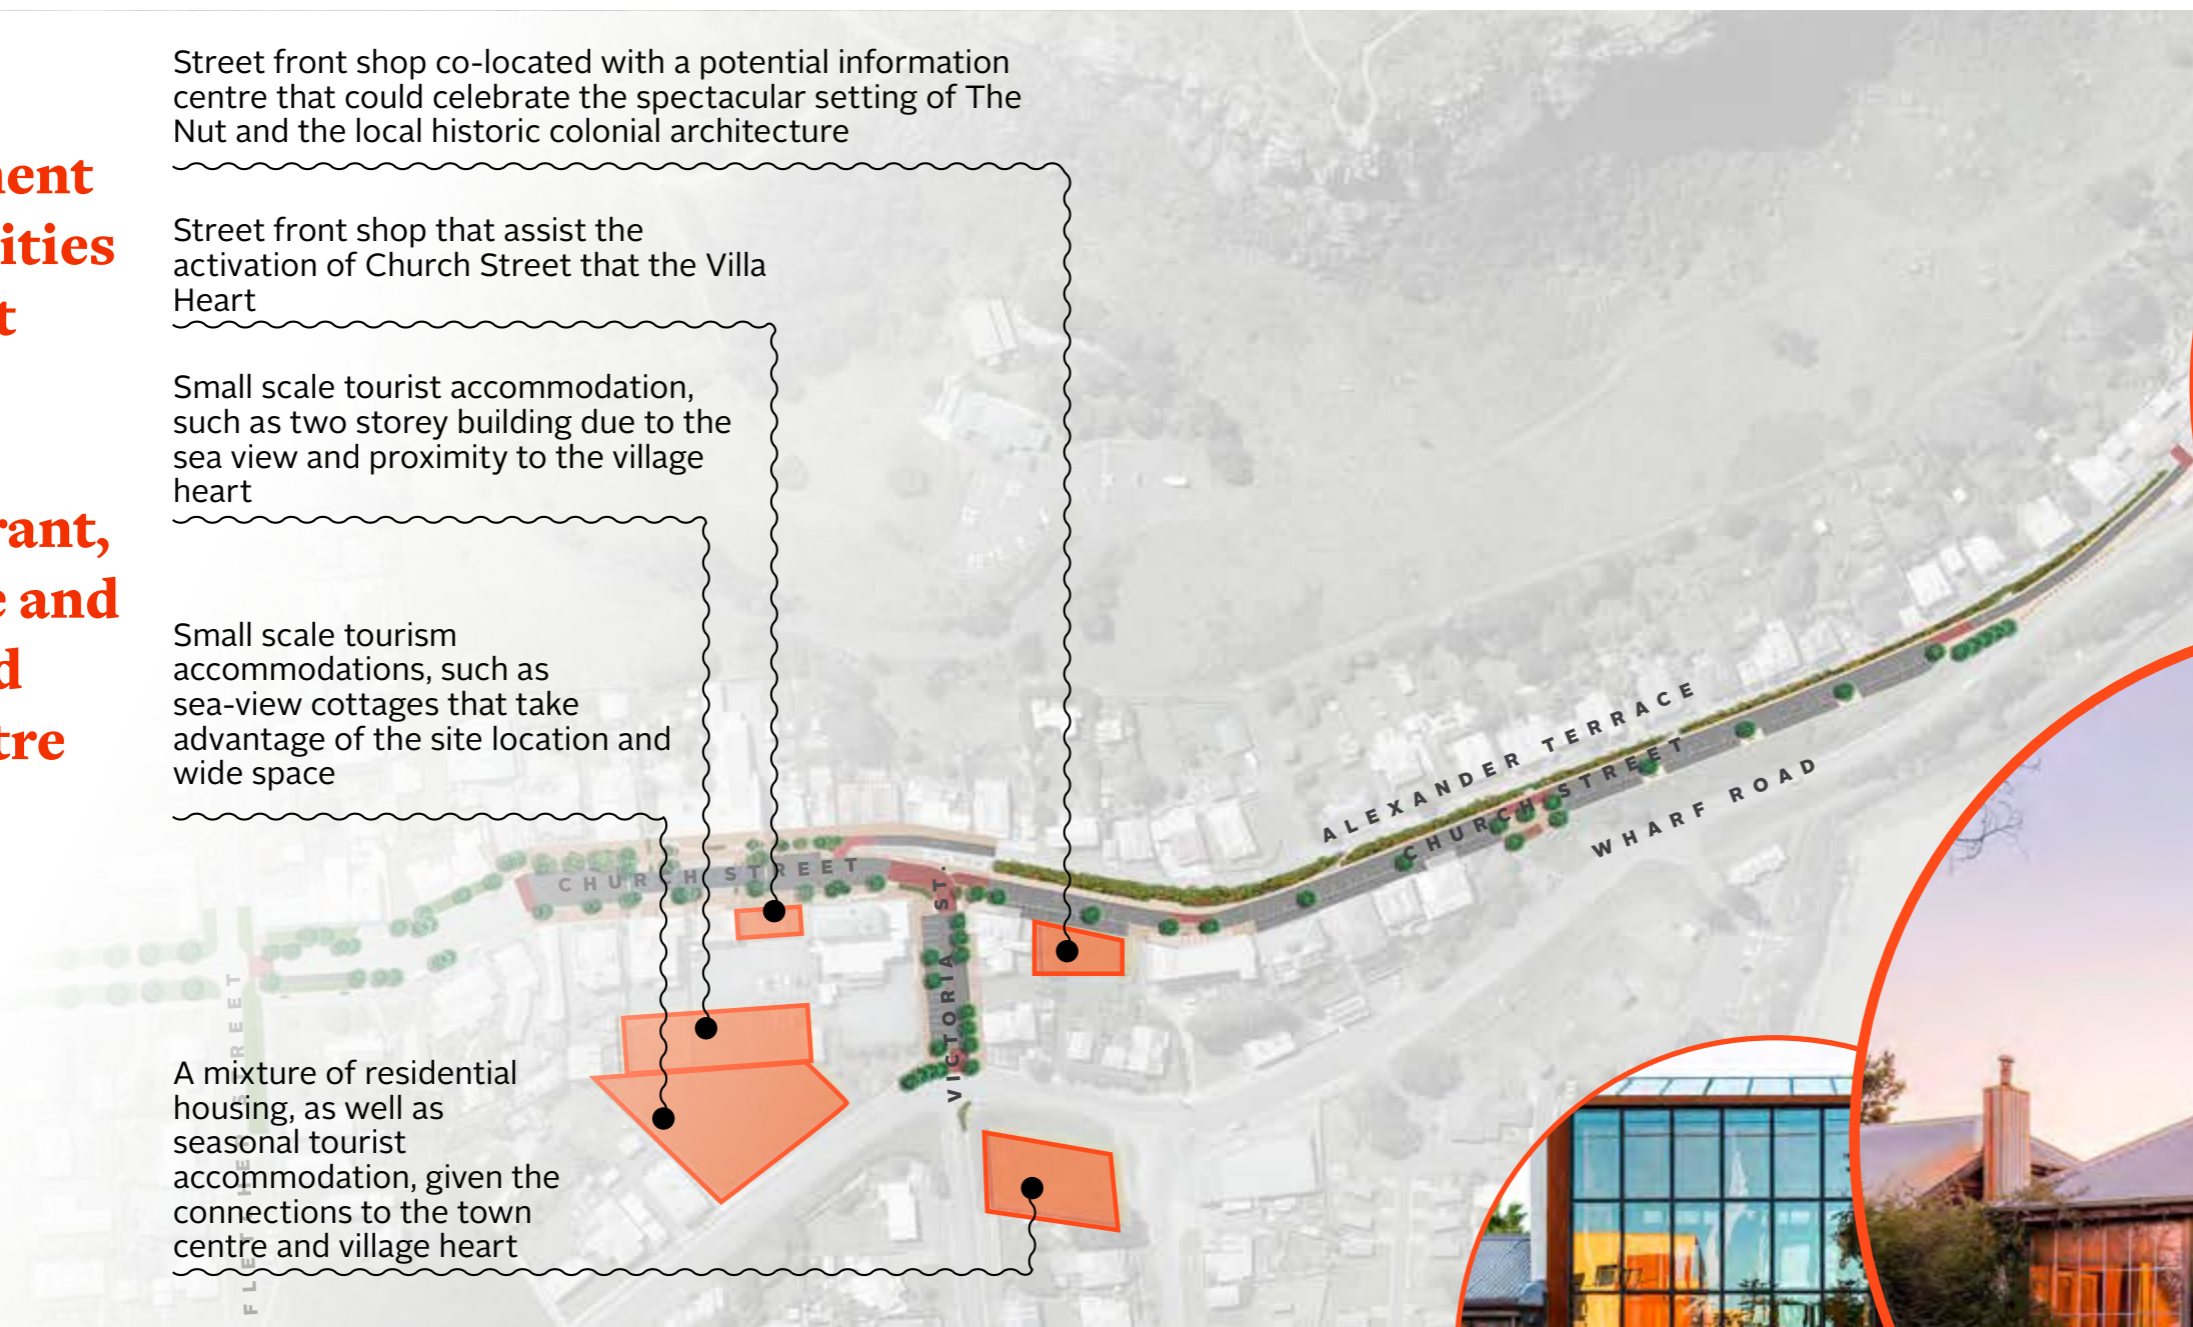 Street front shop co-located with a potential information
centre that could celebrate the spectacular setting of The
Nut and the local historic colonial architecture
Street front shop that assist the
activation of Church Street that the Villa
Heart
Small scale tourist accommodation,
such as two storey building due to the
sea view and proximity to the village
heart
Small scale tourism
accommodations, such as
sea-view cottages that take
advantage of the site location and
wide space
A mixture of residential
housing, as well as
seasonal tourist
accommodation, given the
connections to the town
centre and village heart
and
CHURCH STREET
VICTORIA ST.
ALEXANDER TERRACE
CHURCH STREET
WHARF ROAD
STREET